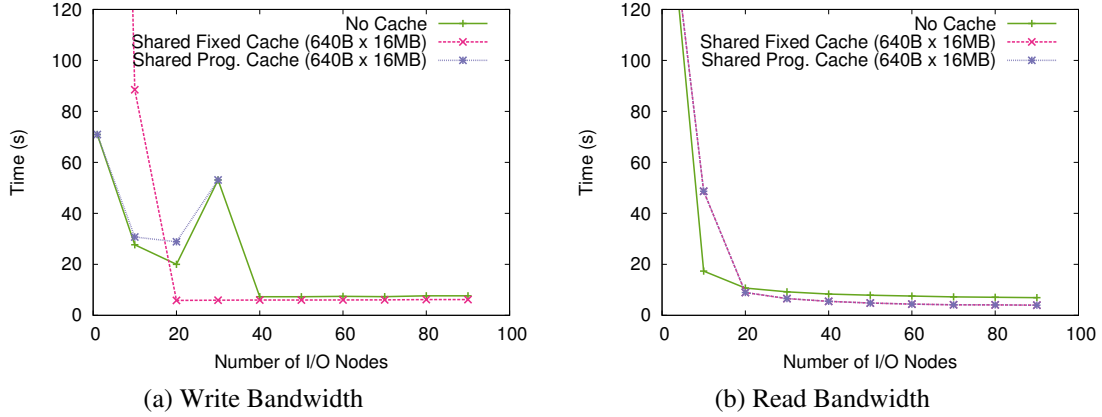 120
100
80
60
40
20
0
Time (s)
0
20
40
60
80
100
Number of I/O Nodes
No Cache
Shared Fixed Cache (640B x 16MB)
Shared Prog. Cache (640B x 16MB)
(a) Write Bandwidth
120
100
80
60
40
20
0
Time (s)
0
20
40
60
80
100
Number of I/O Nodes
No Cache
Shared Fixed Cache (640B x 16MB)
Shared Prog. Cache (640B x 16MB)
(b) Read Bandwidth